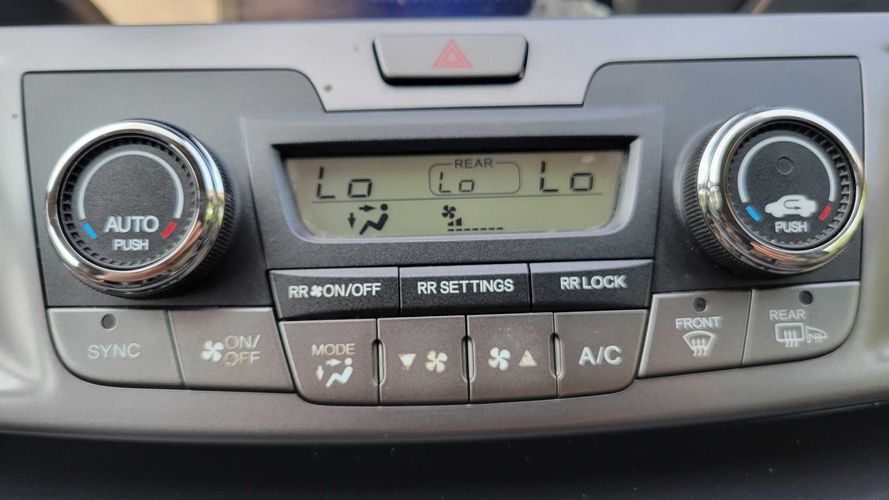 REAR
Lo
Lo
Lo
AUTO
PUSH
PUSH
RR ON/OFF
RR SETTINGS
RR LOCK
SYNC
ON/
OFF
MODE
A/C
FRONT
REAR